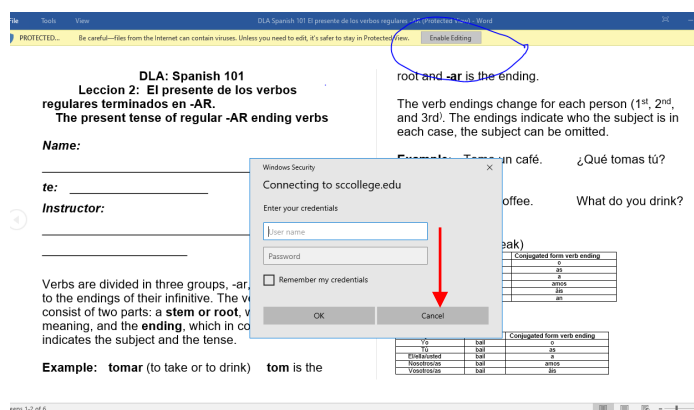 File Tools View DLA Spanish 101 El presente de los verbos regulares -AR (Protected View) - Word
PROTECTED... Be careful—files from the Internet can contain viruses. Unless you need to edit, it's safer to stay in Protected View. Enable Editing
DLA: Spanish 101
Leccion 2: El presente de los verbos
regulares terminados en -AR.
The present tense of regular -AR ending verbs
Name:
te:
Instructor:
Verbs are divided in three groups, -ar,
to the endings of their infinitive. The
consist of two parts: a stem or root,
meaning, and the ending, which in co
indicates the subject and the tense.
Example: tomar (to take or to drink) tom is the
root and -ar is the ending.
The verb endings change for each person (1st, 2nd,
and 3rd). The endings indicate who the subject is in
each case, the subject can be omitted.
Example: Tomo un café. ¿Qué tomas tú?
offee. What do you drink?
eak)
Conjugated form verb ending
o
as
a
amos
áis
an
Conjugated form verb ending
Yo bail o
Tú bail as
El/ella/usted bail a
Nosotros/as bail amos
Vosotros/as bail áis
Windows Security
Connecting to sccollege.edu
Enter your credentials
User name
Password
Remember my credentials
OK Cancel
1-2 of 6